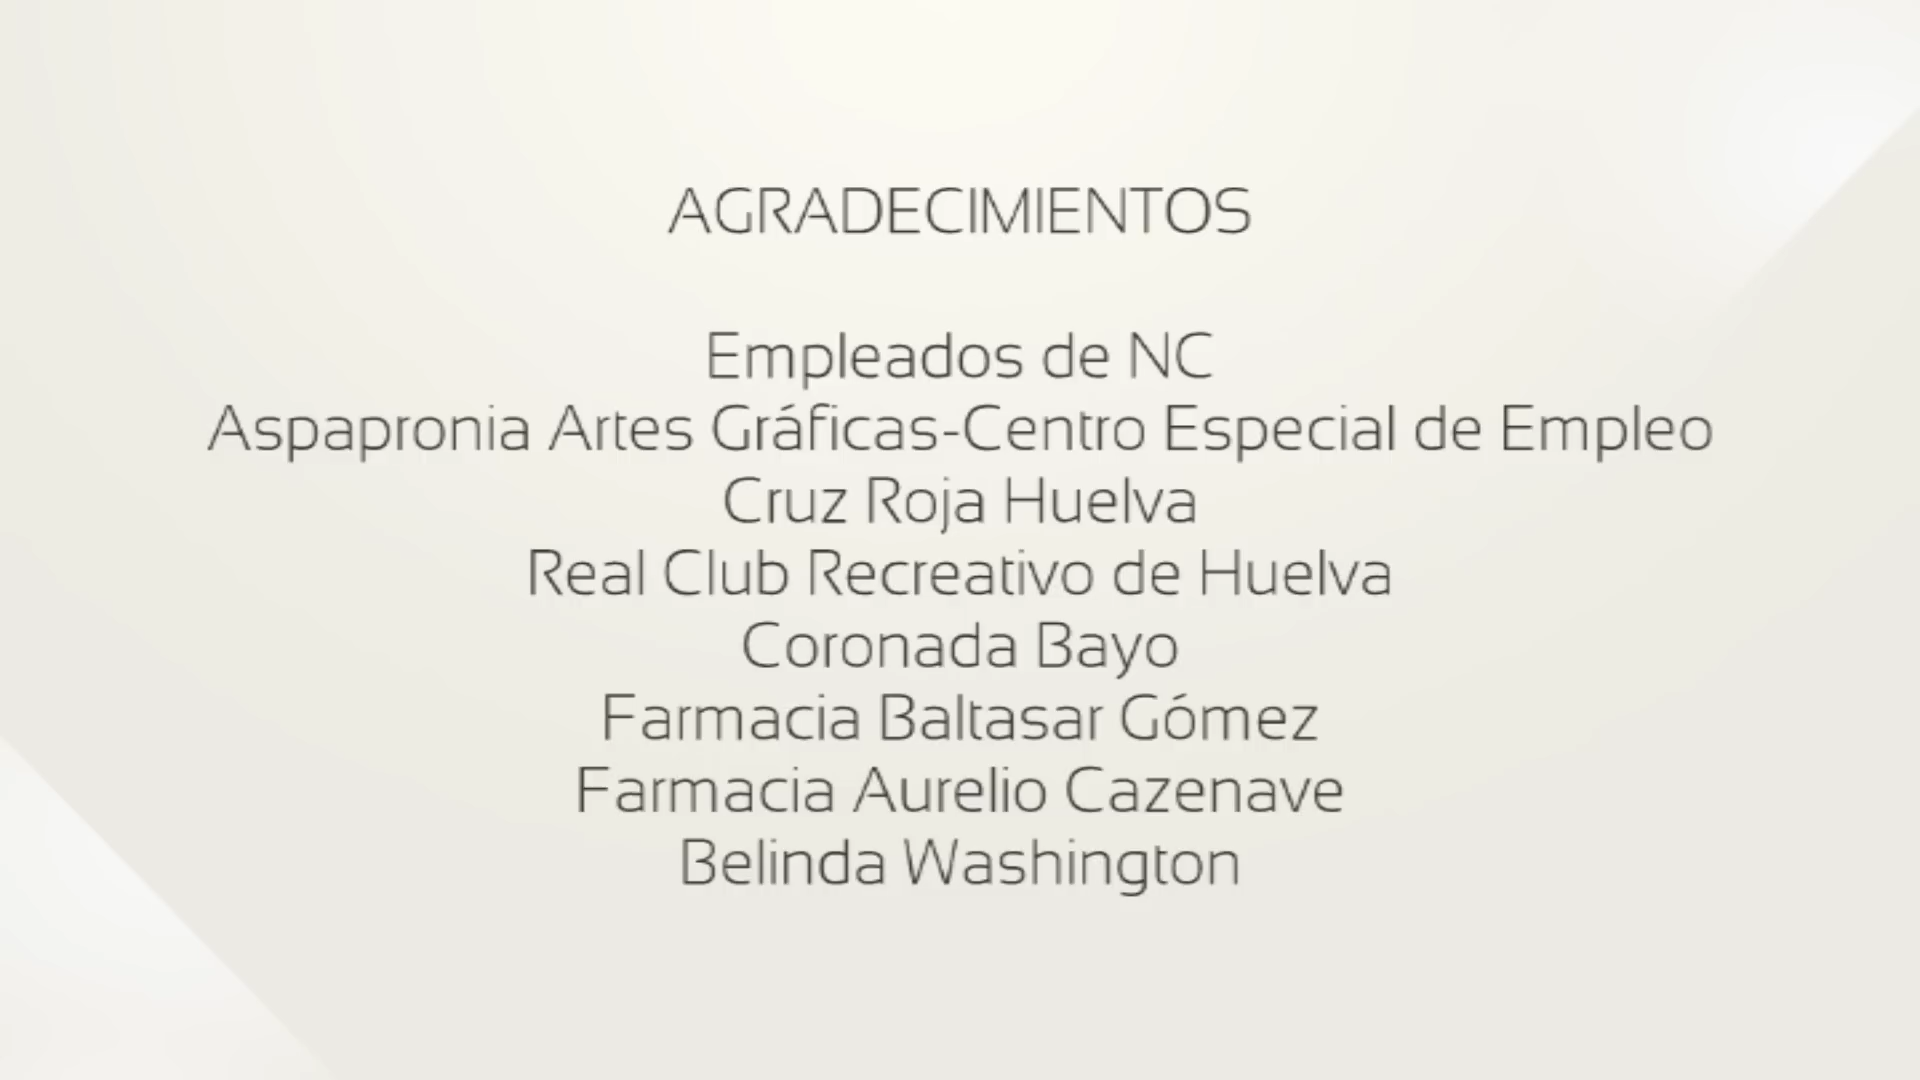 AGRADECIMIENTOS
Empleados de NC
Aspapronia Artes Gráficas-Centro Especial de Empleo
Cruz Roja Huelva
Real Club Recreativo de Huelva
Coronada Bayo
Farmacia Baltasar Gómez
Farmacia Aurelio Cazenave
Belinda Washington